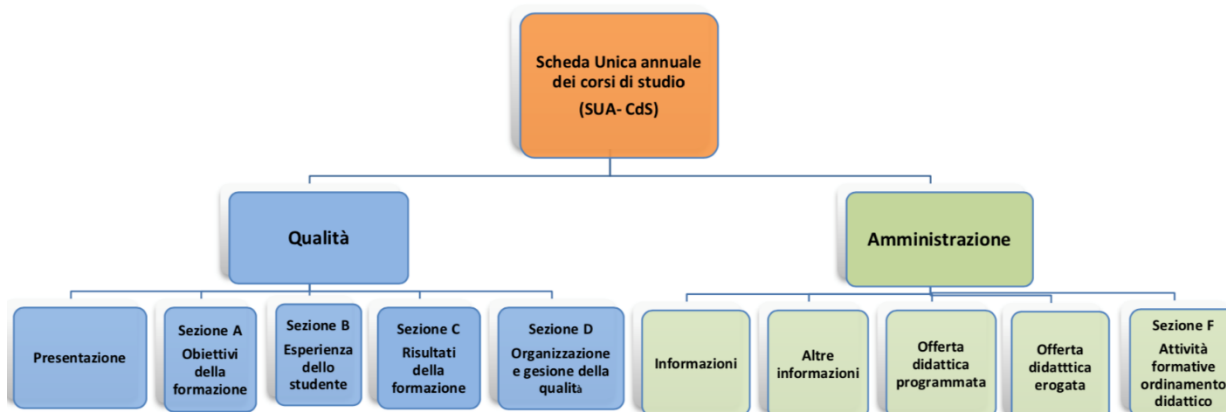 Scheda Unica annuale
dei corsi di studio
(SUA- CdS)
Qualità
Amministrazione
Presentazione
Sezione A
Obiettivi
della
formazione
Sezione B
Esperienza
dello
studente
Sezione C
Risultati
della
formazione
Sezione D
Organizzazione
e gesione della
qualità
Informazioni
Altre
informazioni
Offerta
didattica
programmata
Offerta
didatttica
erogata
Sezione F
Attività
formative
ordinamento
didattico